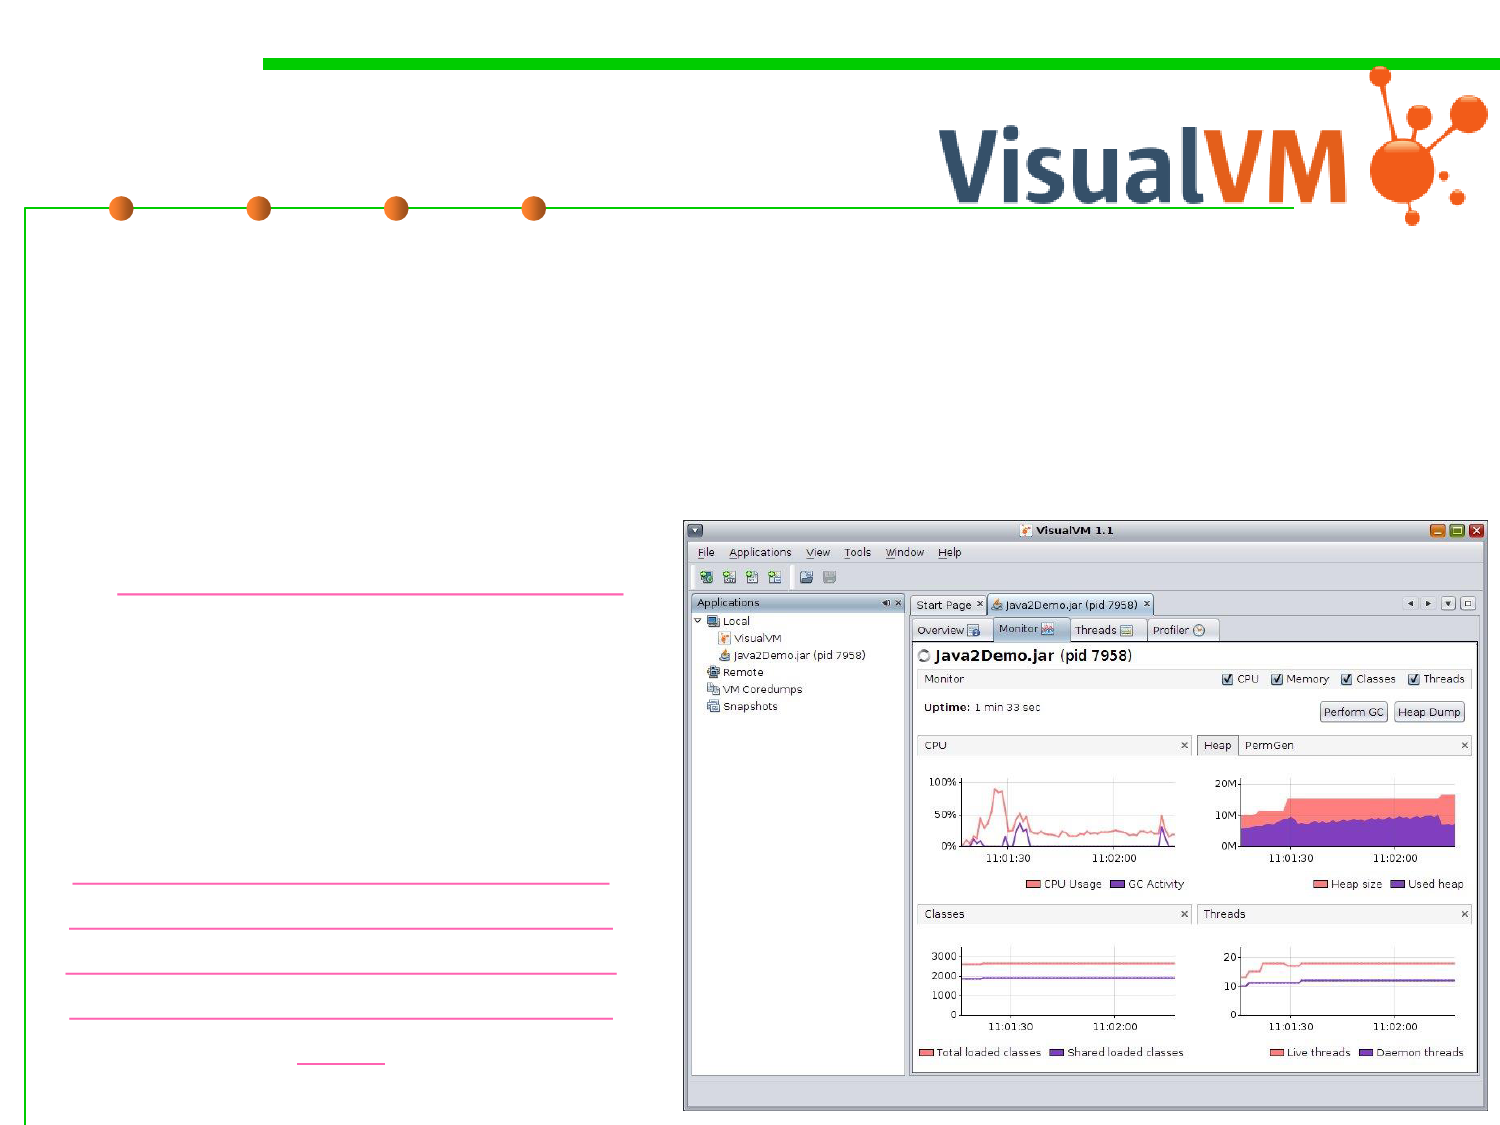 VisualVM
VisualVM 1.1
File Applications View Tools Window Help
Applications
Local
VisualVM
Java2Demo.jar (pid 7958)
Remote
VM Coredumps
Snapshots
Start Page Java2Demo.jar (pid 7958)
Overview Monitor Threads Profiler
Java2Demo.jar (pid 7958)
Monitor CPU Memory Classes Threads
Uptime: 1 min 33 sec Perform GC Heap Dump
CPU
100%
50%
0%
11:01:30 11:02:00
CPU Usage GC Activity
Heap PermGen
20M
10M
0M
11:01:30 11:02:00
Heap size Used heap
Classes
3000
2000
1000
0
11:01:30 11:02:00
Total loaded classes Shared loaded classes
Threads
20
10
0
11:01:30 11:02:00
Live threads Daemon threads